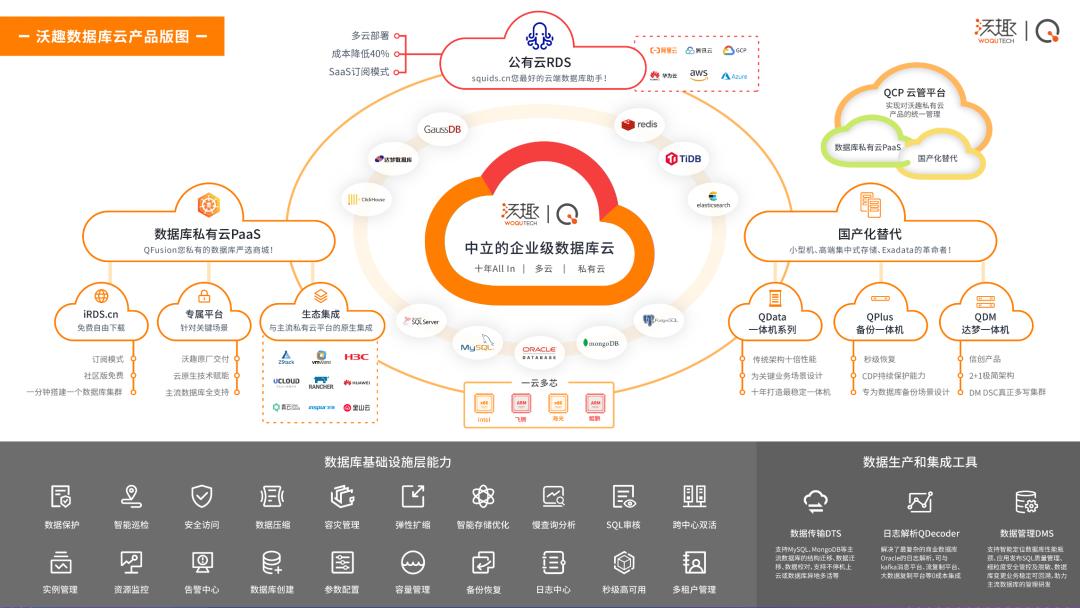 沃趣数据库云产品版图
多云部署
成本降低40%
SaaS订阅模式
公有云RDS
squids.cn您最好的云端数据库助手！
阿里云
腾讯云
GCP
华为云
aws
Azure
沃趣
WOQUTECH
QCP 云管平台
实现对沃趣私有云
产品的统一管理
数据库私有云PaaS
国产化替代
GaussDB
达梦数据库
ClickHouse
redis
TiDB
elasticsearch
沃趣
WOQUTECH
中立的企业级数据库云
十年All In | 多云 | 私有云
SQLServer
MySQL
ORACLE
DATABASE
mongoDB
PostgreSQL
一云多芯
x86
intel
ARM
飞腾
x86
海光
ARM
鲲鹏
数据库私有云PaaS
QFusion您私有的数据库严选商城！
iRDS.cn
免费自由下载
订阅模式
社区版免费
一分钟搭建一个数据库集群
专属平台
针对关键场景
沃趣原厂交付
云原生技术赋能
主流数据库全支持
生态集成
与主流私有云平台的原生集成
ZStack
vmware
H3C
UCLOUD
RANCHER
HUAWEI
青云
inspur 浪潮
金山云
国产化替代
小型机、高端集中式存储、Exadata的革命者！
QData
一体机系列
传统架构十倍性能
为关键业务场景设计
十年打造最稳定一体机
QPlus
备份一体机
秒级恢复
CDP持续保护能力
专为数据库备份场景设计
QDM
达梦一体机
信创产品
2+1极简架构
DM DSC真正多写集群
数据库基础设施层能力
数据保护
智能巡检
安全访问
数据压缩
容灾管理
弹性扩缩
智能存储优化
慢查询分析
SQL审核
跨中心双活
实例管理
资源监控
告警中心
数据库创建
参数配置
容量管理
备份恢复
日志中心
秒级高可用
多租户管理
数据生产和集成工具
数据传输DTS
支持MySQL、MongoDB等主
流数据库的结构迁移、数据迁
移、数据校对，支持不停机上
云或数据库异地多活等
日志解析QDecoder
解决了最复杂的商业数据库
Oracle的日志解析，可与
kafka消息平台、流复制平台、
大数据复制平台等0成本集成
数据管理DMS
支持智能定位数据库性能瓶
颈、应用发布SQL质量管理、
细粒度安全管控及脱敏、数据
库变更业务稳定可回溯，助力
主流数据库的管理研发